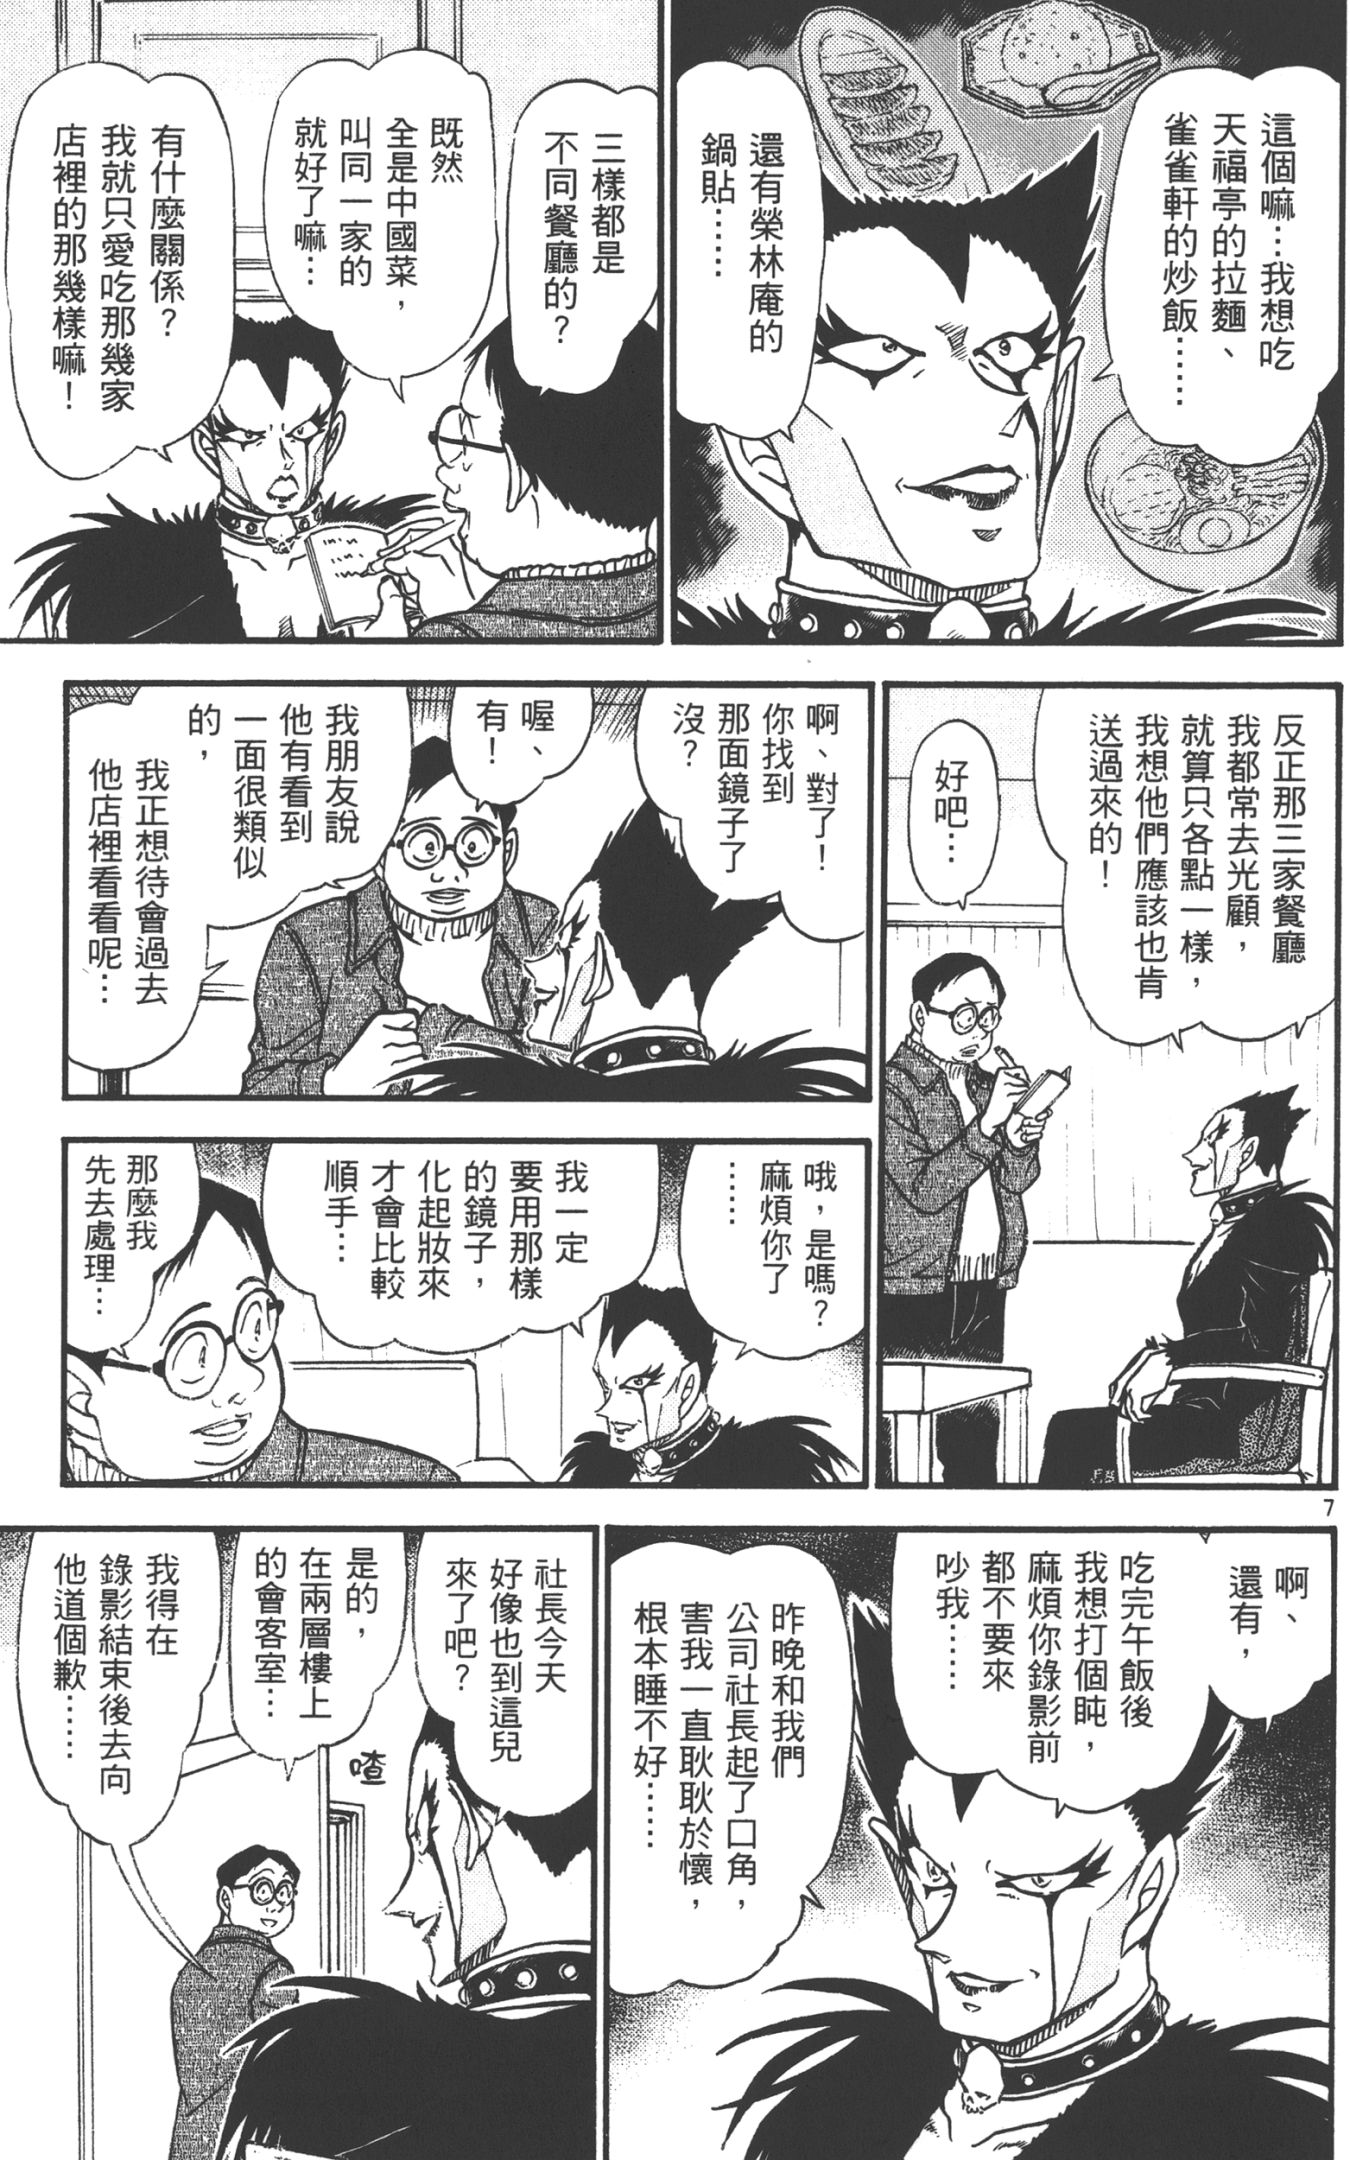 這個嘛…我想吃
天福亭的拉麵、
雀雀軒的炒飯……
還有榮林庵的
鍋貼……
三樣都是
不同餐廳的？
既然
全是中國菜，
叫同一家的
就好了嘛…
有什麼關係？
我就只愛吃那幾家
店裡的那幾樣嘛！
反正那三家餐廳
我都常去光顧，
就算只各點一樣，
我想他們應該也肯
送過來的！
好吧…
啊、對了！
你找到
那面鏡子了
沒？
喔、
有！
我朋友說
他有看到
一面很類似
的，
我正想待會過去
他店裡看看呢…
哦，是嗎？
麻煩你了
……
我一定
要用那樣
的鏡子，
化起妝來
才會比較
順手…
那麼我
先去處理…
7
啊、
還有，
吃完午飯後
我想打個盹，
麻煩你錄影前
都不要來
吵我……
昨晚和我們
公司社長起了口角，
害我一直耿耿於懷，
根本睡不好……
社長今天
好像也到這兒
來了吧？
是的，
在兩層樓上
的會客室…
喳
我得在
錄影結束後去向
他道個歉……